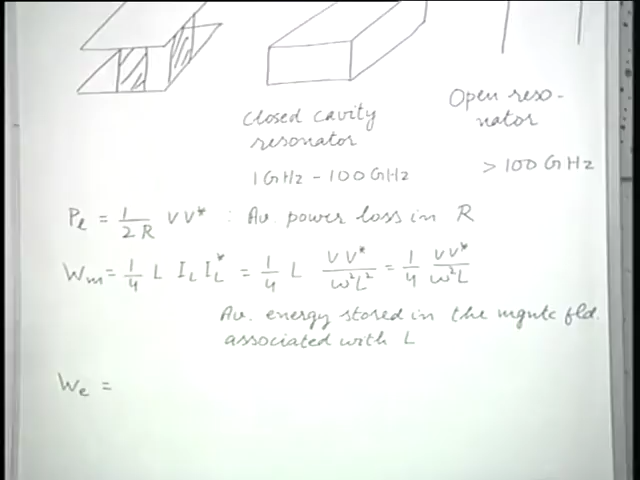 Closed cavity
resonator
1 GHz - 100 GHz
Open reso-
nator
> 100 GHz
Pℓ = 1/2R VV* : Av. power loss in R
Wm = 1/4 L I_L I_L* = 1/4 L VV*/ω²L² = 1/4 VV*/ω²L
Av. energy stored in the mgntc fld.
associated with L
We =